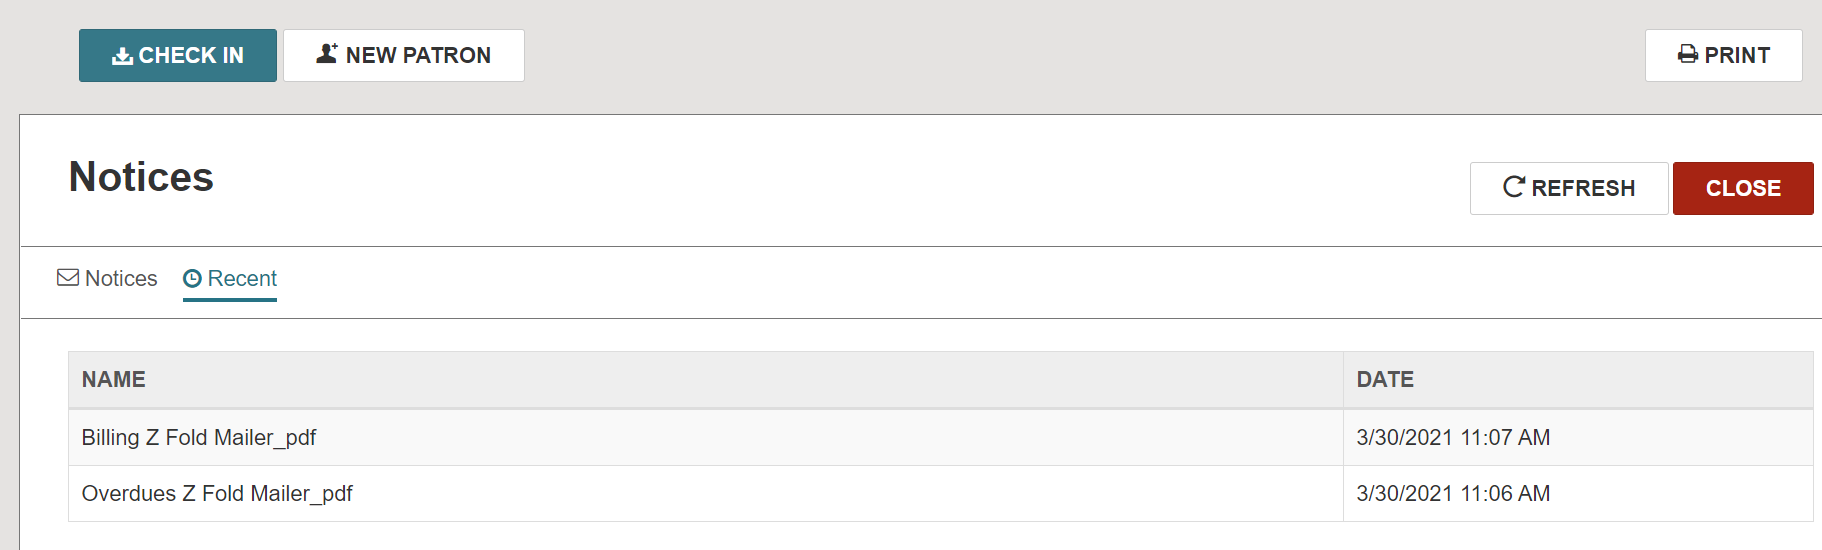 CHECK IN NEW PATRON PRINT
Notices
REFRESH CLOSE
Notices Recent
NAME DATE
Billing Z Fold Mailer_pdf 3/30/2021 11:07 AM
Overdues Z Fold Mailer_pdf 3/30/2021 11:06 AM